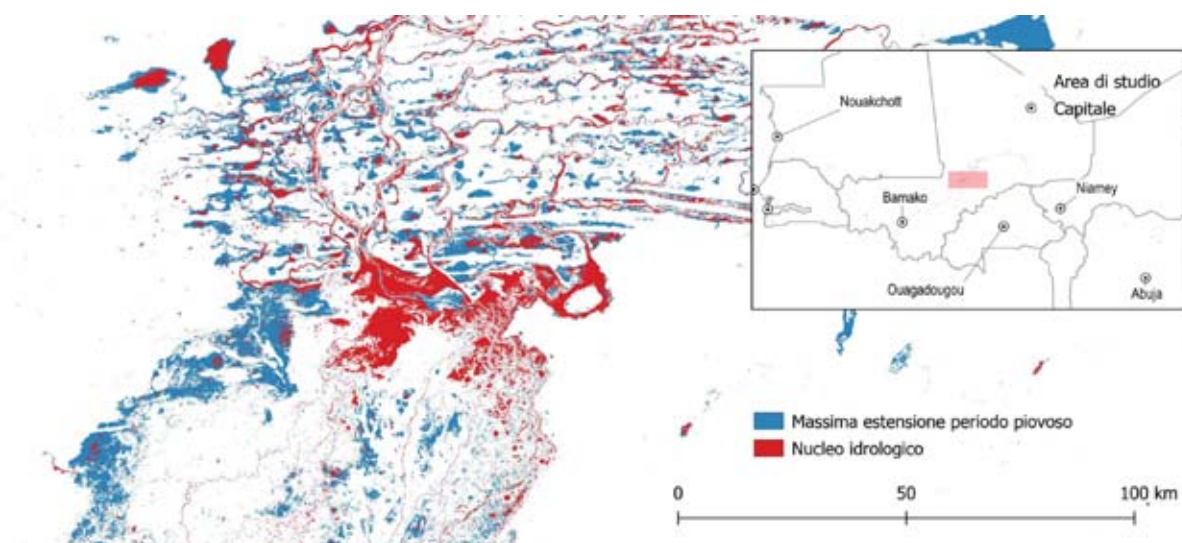 Area di studio
Capitale
Nouakchott
Niamey
Bamako
Ouagadougou
Abuja
Massima estensione periodo piovoso
Nucleo idrologico
0 50 100 km